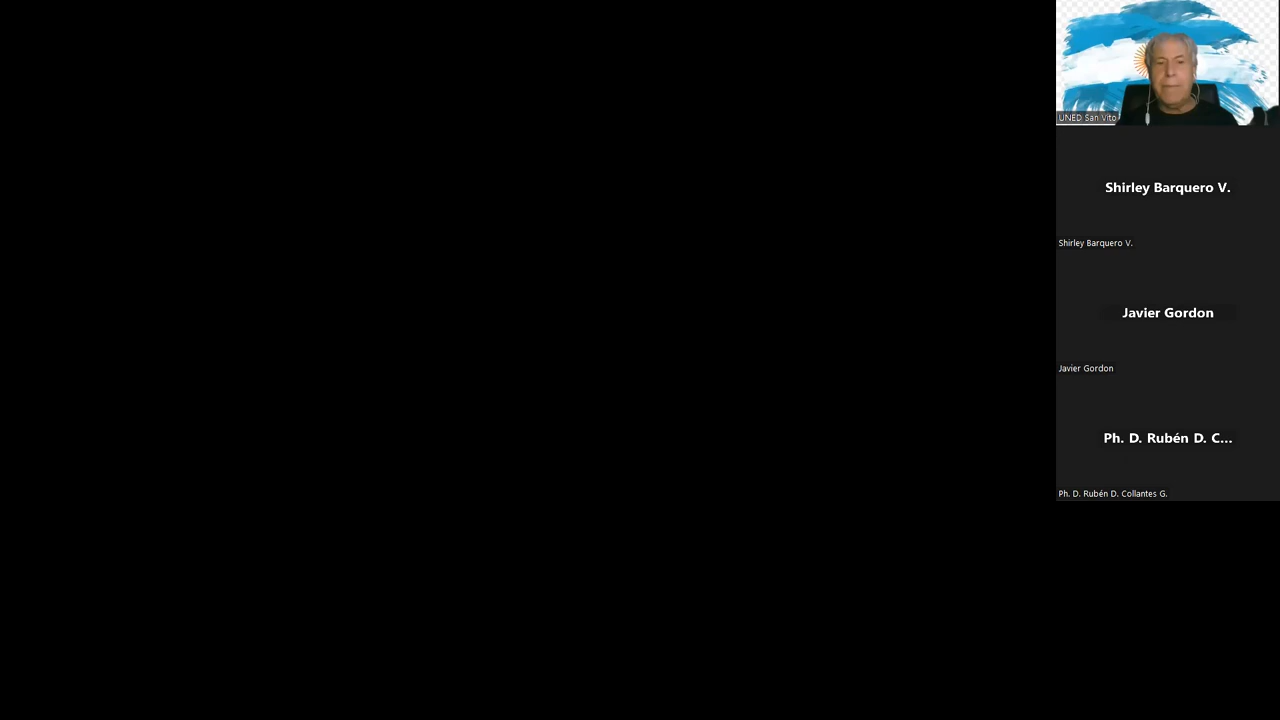 UNED San Vito
Shirley Barquero V.
Shirley Barquero V.
Javier Gordon
Javier Gordon
Ph. D. Rubén D. C...
Ph. D. Rubén D. Collantes G.